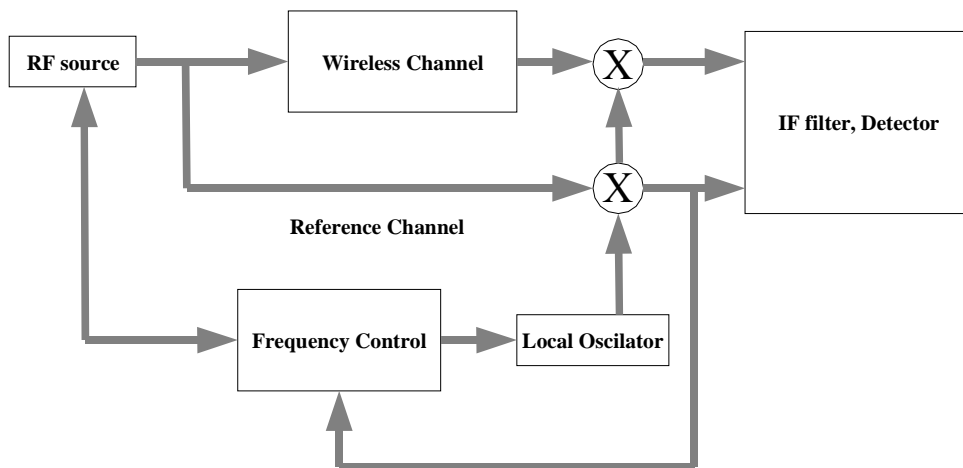 RF source
Wireless Channel
X
IF filter, Detector
X
Reference Channel
Frequency Control
Local Oscilator